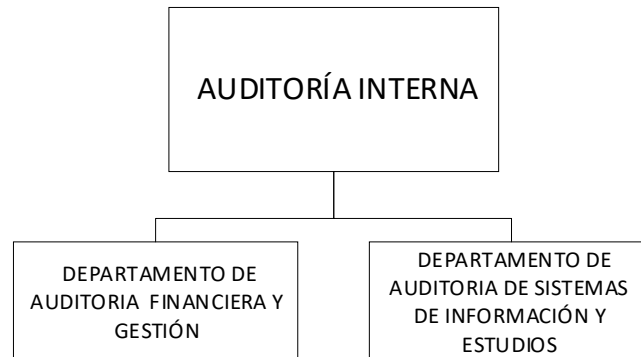 AUDITORÍA INTERNA
DEPARTAMENTO DE
AUDITORIA FINANCIERA Y
GESTIÓN
DEPARTAMENTO DE
AUDITORIA DE SISTEMAS
DE INFORMACIÓN Y
ESTUDIOS